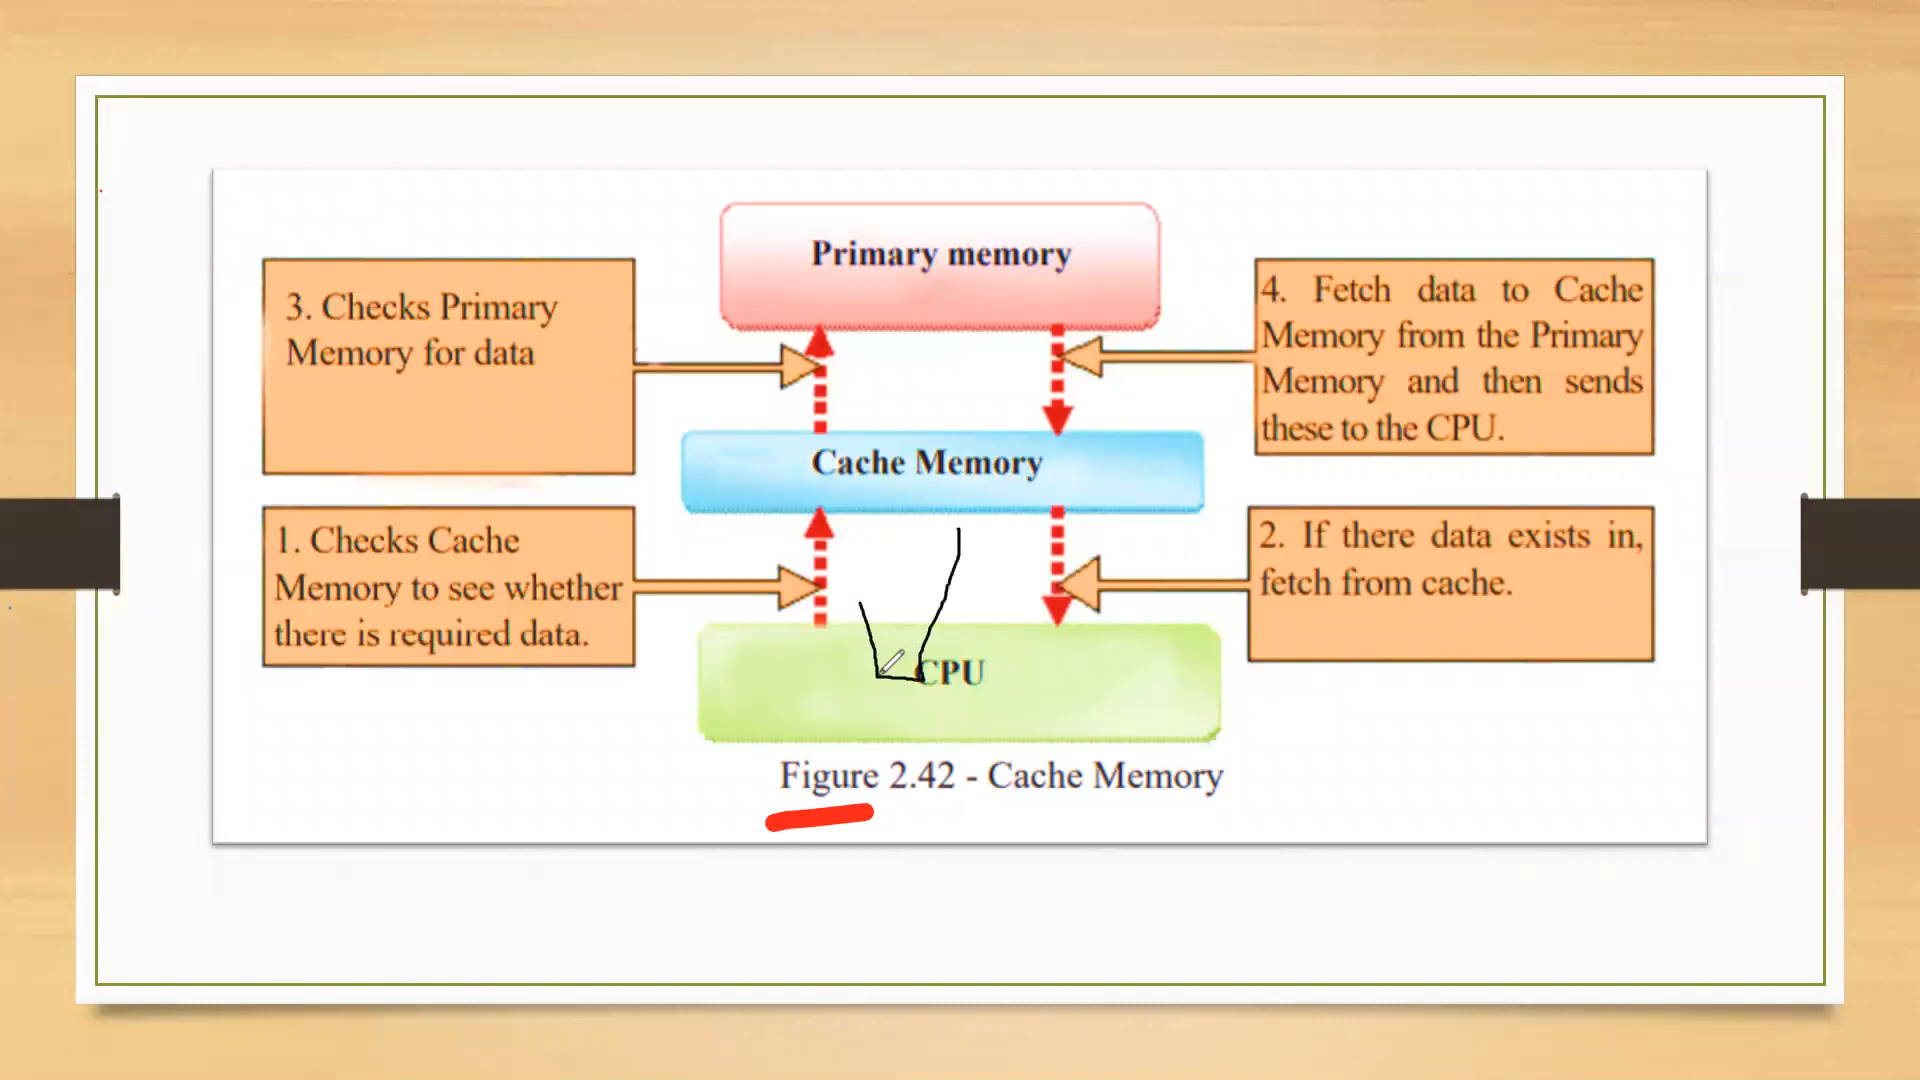 Primary memory
3. Checks Primary
Memory for data
4. Fetch data to Cache
Memory from the Primary
Memory and then sends
these to the CPU.
Cache Memory
1. Checks Cache
Memory to see whether
there is required data.
2. If there data exists in,
fetch from cache.
CPU
Figure 2.42 - Cache Memory